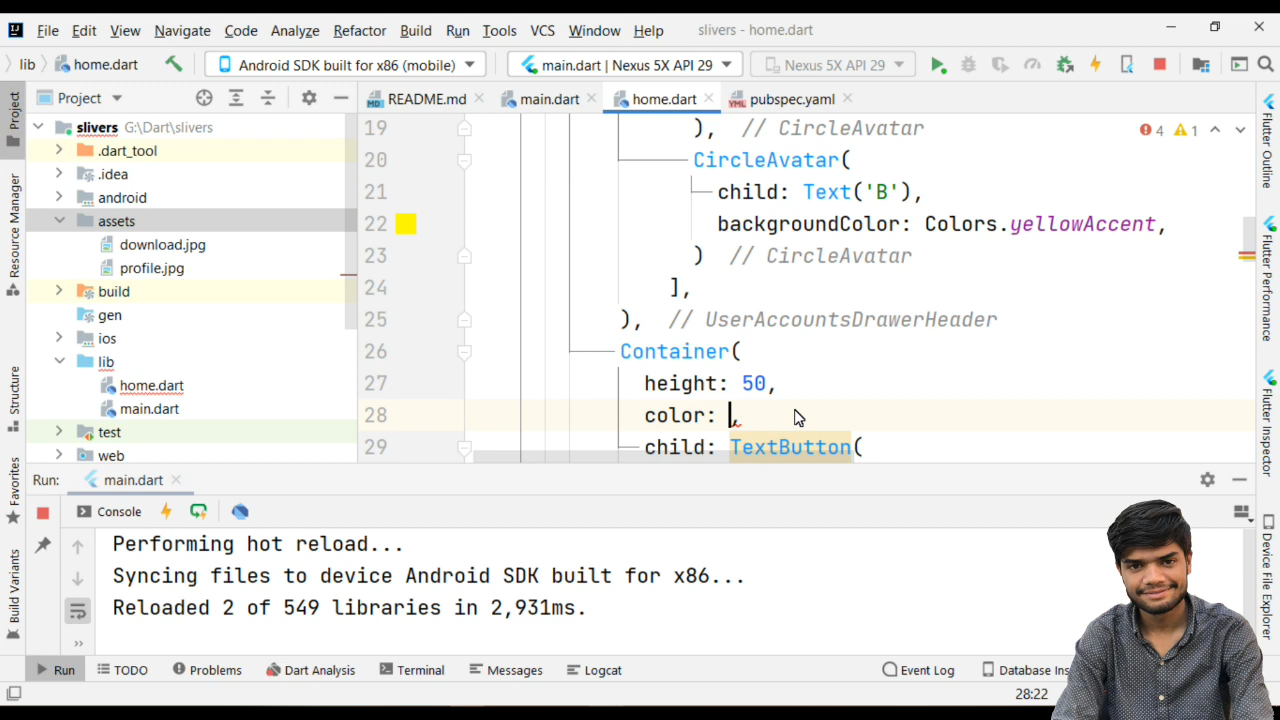 File Edit View Navigate Code Analyze Refactor Build Run Tools VCS Window Help slivers - home.dart
lib home.dart Android SDK built for x86 (mobile) main.dart | Nexus 5X API 29 Nexus 5X API 29
Project README.md main.dart home.dart pubspec.yaml
Project
Resource Manager
Structure
Favorites
Build Variants
slivers G:\Dart\slivers
.dart_tool
.idea
android
assets
download.jpg
profile.jpg
build
gen
ios
lib
home.dart
main.dart
test
web
4 1
19 ), // CircleAvatar
20 CircleAvatar(
21 child: Text('B'),
22 backgroundColor: Colors.yellowAccent,
23 ) // CircleAvatar
24 ],
25 ), // UserAccountsDrawerHeader
26 Container(
27 height: 50,
28 color: ,
29 child: TextButton(
Flutter Outline
Flutter Performance
Flutter Inspector
Device File Explorer
Run: main.dart
Console
Performing hot reload...
Syncing files to device Android SDK built for x86...
Reloaded 2 of 549 libraries in 2,931ms.
Run TODO Problems Dart Analysis Terminal Messages Logcat Event Log Database Ins
28:22